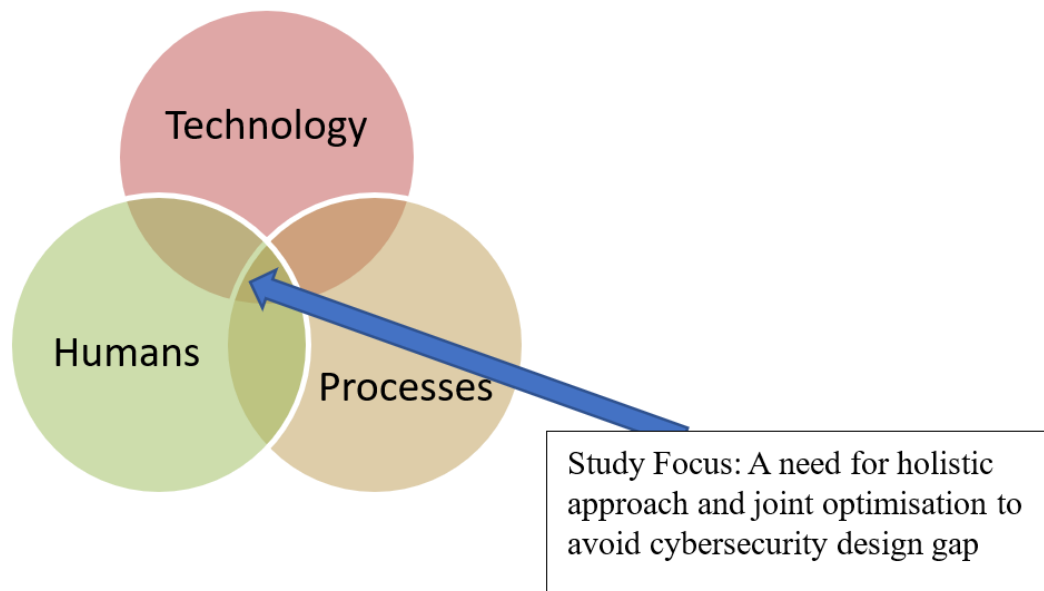 Technology
Humans
Processes
Study Focus: A need for holistic
approach and joint optimisation to
avoid cybersecurity design gap